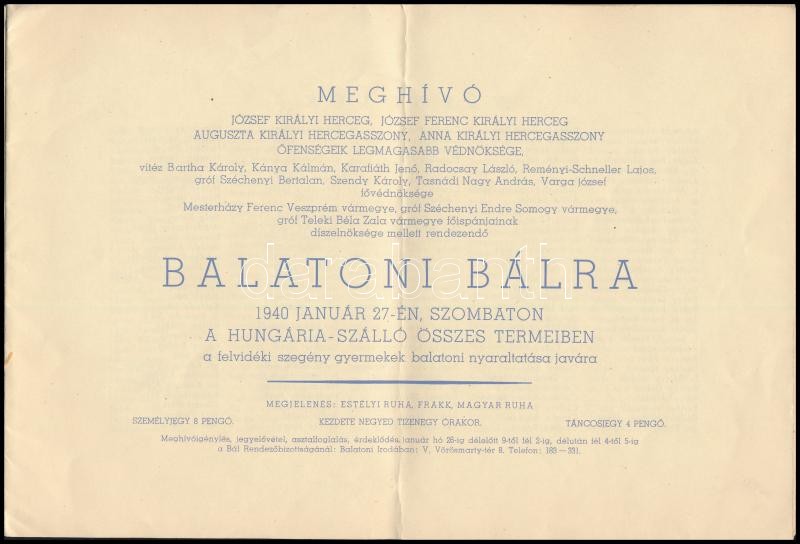 MEGHÍVÓ
JÓZSEF KIRÁLYI HERCEG, JÓZSEF FERENC KIRÁLYI HERCEG
AUGUSZTA KIRÁLYI HERCEGASSZONY, ANNA KIRÁLYI HERCEGASSZONY
ŐFENSÉGEIK LEGMAGASABB VÉDNÖKSÉGE,
vitéz Bartha Károly, Kánya Kálmán, Karafiáth Jenő, Radocsay László, Reményi-Schneller Lajos,
gróf Széchenyi Bertalan, Szendy Károly, Tasnádi Nagy András, Varga József
fővédnöksége
Mesterházy Ferenc Veszprém vármegye, gróf Széchenyi Endre Somogy vármegye,
gróf Teleki Béla Zala vármegye főispánjainak
díszelnöksége mellett rendezendő
BALATONI BÁLRA
darabanth
1940 JANUÁR 27-ÉN, SZOMBATON
A HUNGÁRIA-SZÁLLÓ ÖSSZES TERMEIBEN
a felvidéki szegény gyermekek balatoni nyaraltatása javára
MEGJELENÉS: ESTÉLYI RUHA, FRAKK, MAGYAR RUHA
SZEMÉLYJEGY 8 PENGŐ. KEZDETE NEGYED TIZENEGY ÓRAKOR. TÁNCOSJEGY 4 PENGŐ.
Meghívóigénylés, jegyelővétel, asztalfoglalás, érdeklődés január hó 26-ig délelőtt 9-től fél 2-ig, délután fél 4-től 5-ig
a Bál Rendezőbizottságánál: Balatoni Irodában: V, Vörösmarty-tér 8. Telefon: 183—331.